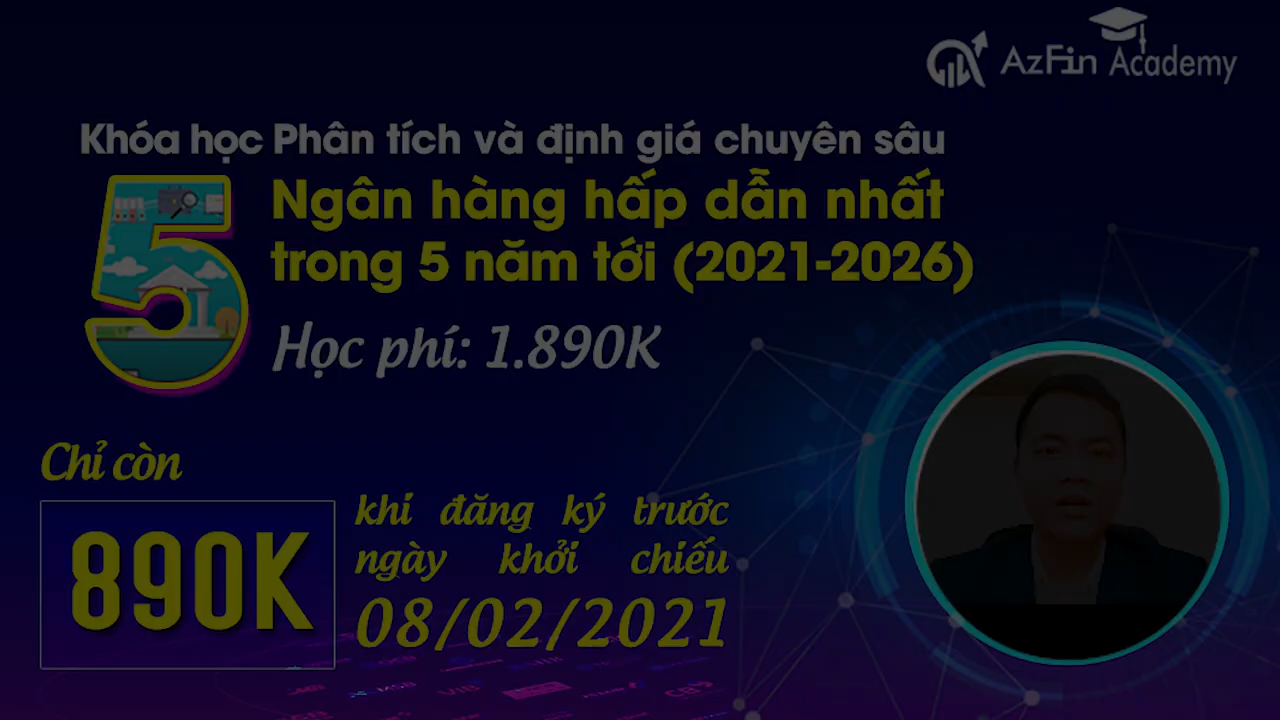 AzFin Academy
Khóa học Phân tích và định giá chuyên sâu
5 Ngân hàng hấp dẫn nhất
trong 5 năm tới (2021-2026)
Học phí: 1.890K
Chỉ còn
890K
khi đăng ký trước
ngày khởi chiếu
08/02/2021
VIB